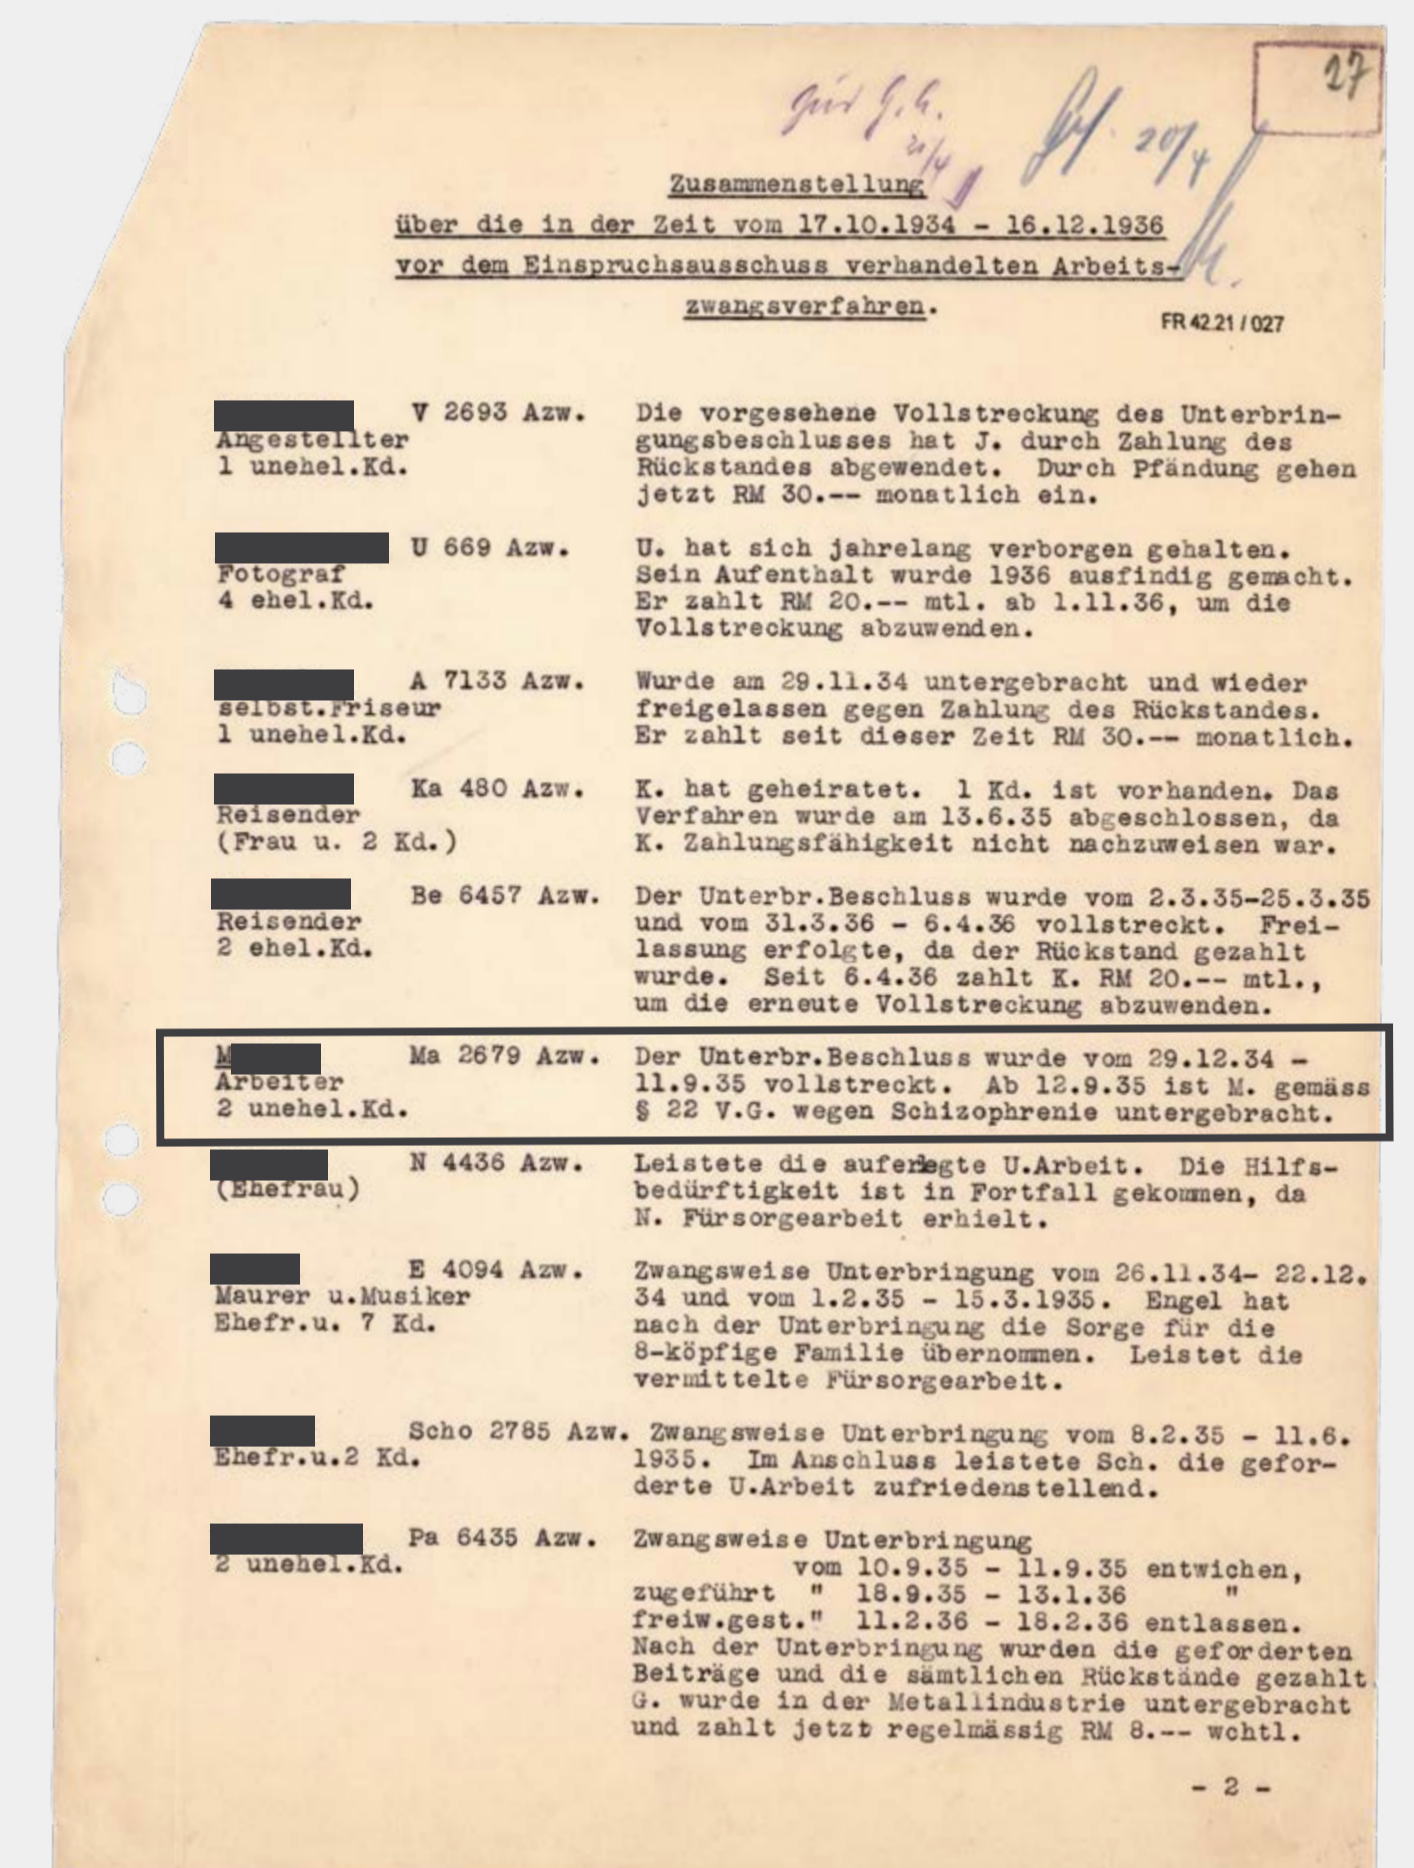 27
20/4
Zusammenstellung
über die in der Zeit vom 17.10.1934 - 16.12.1936
vor dem Einspruchsausschuss verhandelten Arbeits-
zwangsverfahren.
FR 42.21 / 027
V 2693 Azw. Die vorgesehene Vollstreckung des Unterbrin-
Angestellter gungsbeschlusses hat J. durch Zahlung des
1 unehel.Kd. Rückstandes abgewendet. Durch Pfändung gehen
jetzt RM 30.-- monatlich ein.
U 669 Azw. U. hat sich jahrelang verborgen gehalten.
Fotograf Sein Aufenthalt wurde 1936 ausfindig gemacht.
4 ehel.Kd. Er zahlt RM 20.-- mtl. ab 1.11.36, um die
Vollstreckung abzuwenden.
A 7133 Azw. Wurde am 29.11.34 untergebracht und wieder
selbst.Friseur freigelassen gegen Zahlung des Rückstandes.
1 unehel.Kd. Er zahlt seit dieser Zeit RM 30.-- monatlich.
Ka 480 Azw. K. hat geheiratet. 1 Kd. ist vorhanden. Das
Reisender Verfahren wurde am 13.6.35 abgeschlossen, da
(Frau u. 2 Kd.) K. Zahlungsfähigkeit nicht nachzuweisen war.
Be 6457 Azw. Der Unterbr.Beschluss wurde vom 2.3.35-25.3.35
Reisender und vom 31.3.36 - 6.4.36 vollstreckt. Frei-
2 ehel.Kd. lassung erfolgte, da der Rückstand gezahlt
wurde. Seit 6.4.36 zahlt K. RM 20.-- mtl.,
um die erneute Vollstreckung abzuwenden.
M Ma 2679 Azw. Der Unterbr.Beschluss wurde vom 29.12.34 -
Arbeiter 11.9.35 vollstreckt. Ab 12.9.35 ist M. gemäss
2 unehel.Kd. § 22 V.G. wegen Schizophrenie untergebracht.
N 4436 Azw. Leistete die auferlegte U.Arbeit. Die Hilfs-
(Ehefrau) bedürftigkeit ist in Fortfall gekommen, da
N. Fürsorgearbeit erhielt.
E 4094 Azw. Zwangsweise Unterbringung vom 26.11.34- 22.12.
Maurer u.Musiker 34 und vom 1.2.35 - 15.3.1935. Engel hat
Ehefr.u. 7 Kd. nach der Unterbringung die Sorge für die
8-köpfige Familie übernommen. Leistet die
vermittelte Fürsorgearbeit.
Scho 2785 Azw. Zwangsweise Unterbringung vom 8.2.35 - 11.6.
Ehefr.u.2 Kd. 1935. Im Anschluss leistete Sch. die gefor-
derte U.Arbeit zufriedenstellend.
Pa 6435 Azw. Zwangsweise Unterbringung
2 unehel.Kd. vom 10.9.35 - 11.9.35 entwichen,
zugeführt " 18.9.35 - 13.1.36 "
freiw.gest." 11.2.36 - 18.2.36 entlassen.
Nach der Unterbringung wurden die geforderten
Beiträge und die sämtlichen Rückstände gezahlt
G. wurde in der Metallindustrie untergebracht
und zahlt jetzt regelmässig RM 8.-- wchtl.
- 2 -